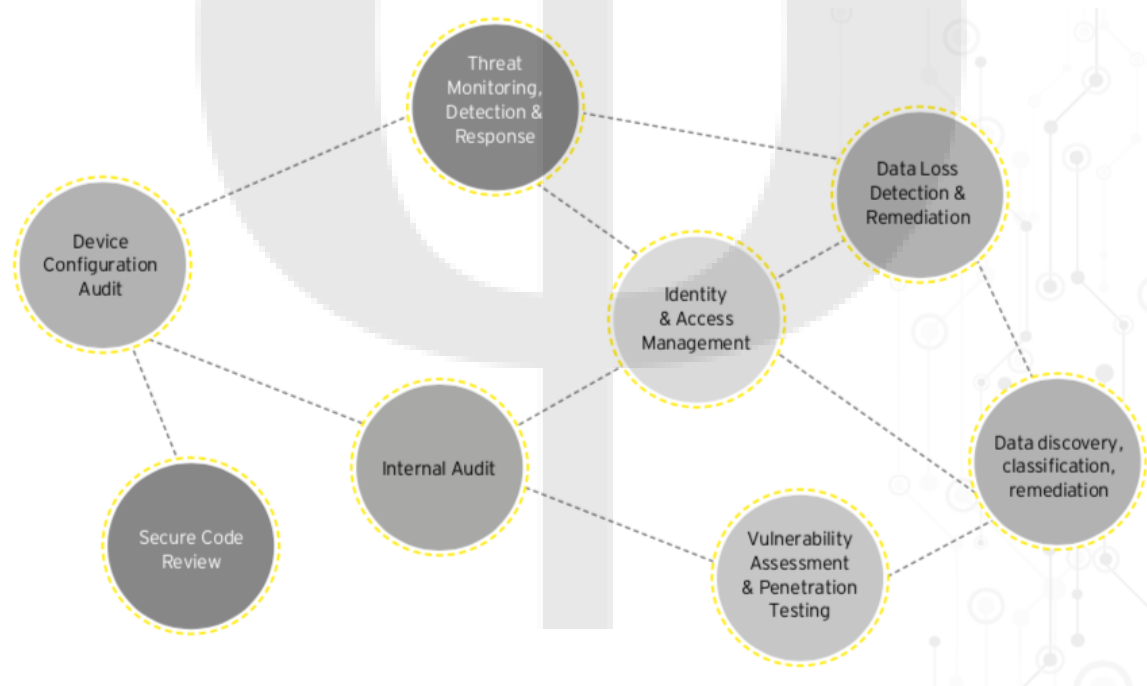 Threat
Monitoring,
Detection &
Response
Data Loss
Detection &
Remediation
Device
Configuration
Audit
Identity
& Access
Management
Internal Audit
Data discovery,
classification,
remediation
Secure Code
Review
Vulnerability
Assessment
& Penetration
Testing